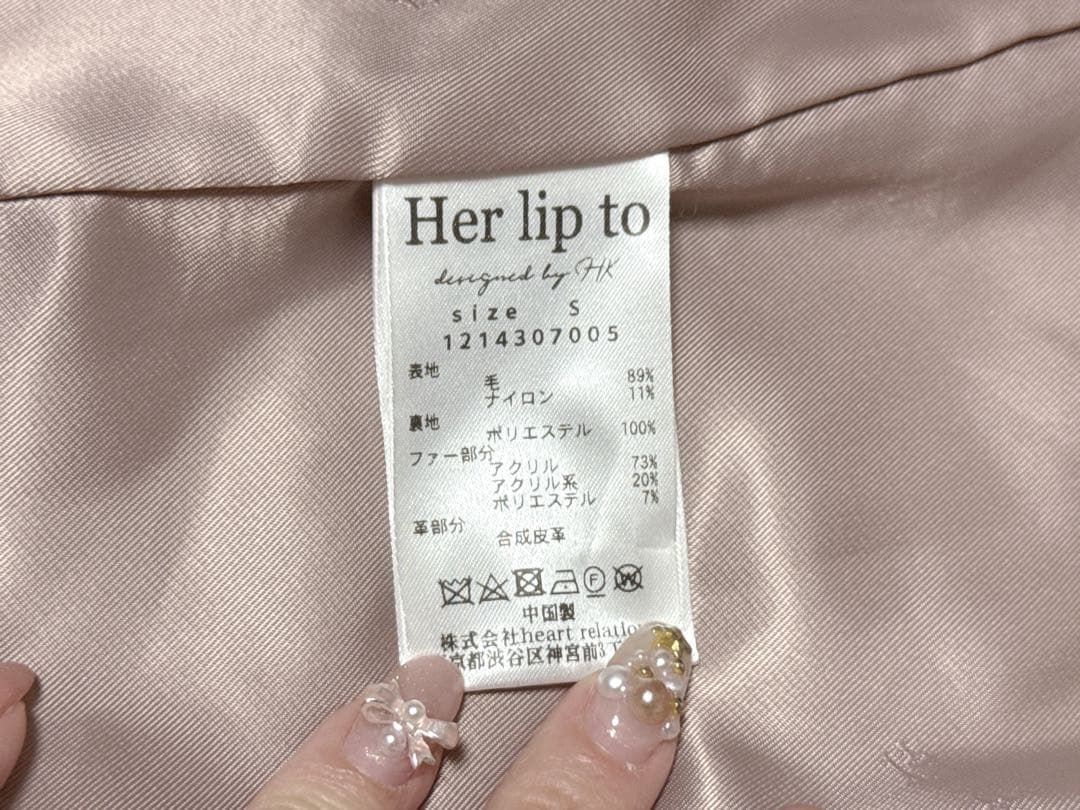 Her lip to
designed by HK
size S
1214307005
表地
毛 89%
ナイロン 11%
裏地
ポリエステル 100%
ファー部分
アクリル 73%
アクリル系 20%
ポリエステル 7%
革部分
合成皮革
F W
中国製
株式会社heart
京都渋谷区神宮前3